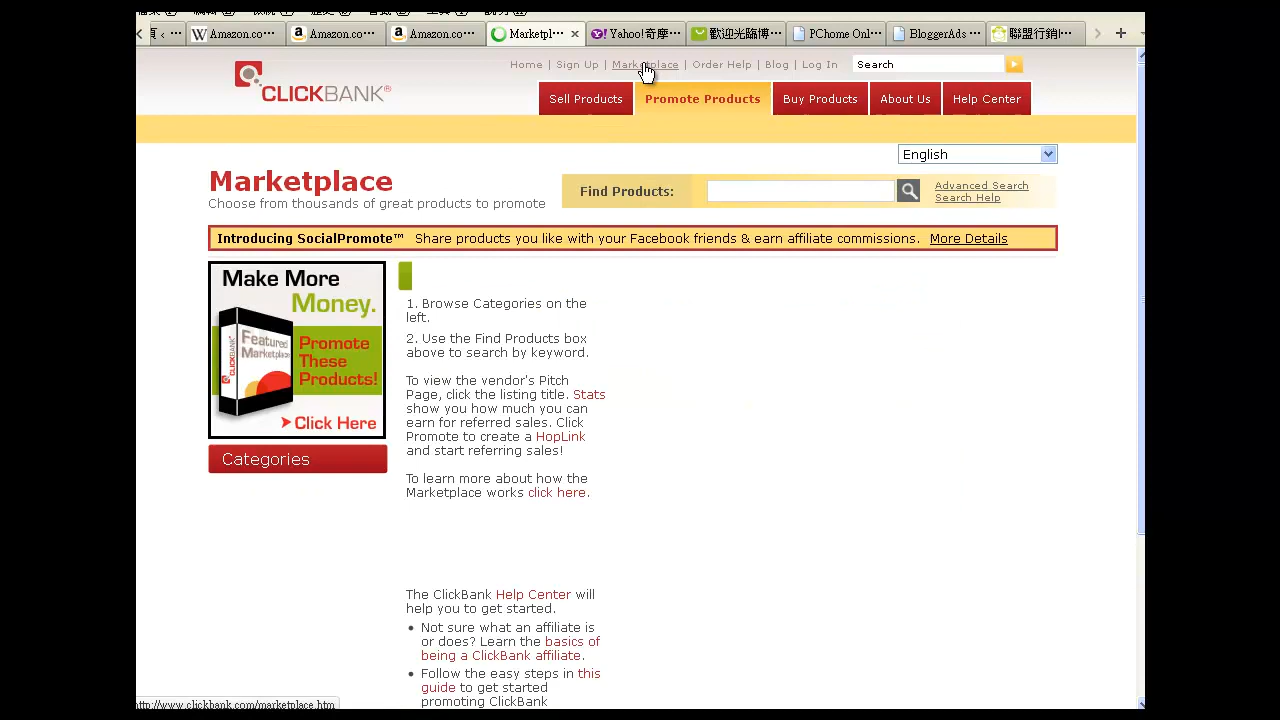 Amazon.co...
Amazon.co...
Amazon.co...
Marketpl...
Yahoo!奇摩...
歡迎光臨博...
PChome Onl...
BloggerAds ...
聯盟行銷I...
Home | Sign Up | Marketplace | Order Help | Blog | Log In
Search
CLICKBANK®
Sell Products
Promote Products
Buy Products
About Us
Help Center
English
Marketplace
Choose from thousands of great products to promote
Find Products:
Advanced Search
Search Help
Introducing SocialPromote™ Share products you like with your Facebook friends & earn affiliate commissions. More Details
Make More
Money.
CLICKBANK
Featured
Marketplace
Promote
These
Products!
Click Here
Categories
1. Browse Categories on the
left.
2. Use the Find Products box
above to search by keyword.
To view the vendor's Pitch
Page, click the listing title. Stats
show you how much you can
earn for referred sales. Click
Promote to create a HopLink
and start referring sales!
To learn more about how the
Marketplace works click here.
The ClickBank Help Center will
help you to get started.
• Not sure what an affiliate is
or does? Learn the basics of
being a ClickBank affiliate.
• Follow the easy steps in this
guide to get started
promoting ClickBank
http://www.clickbank.com/marketplace.htm